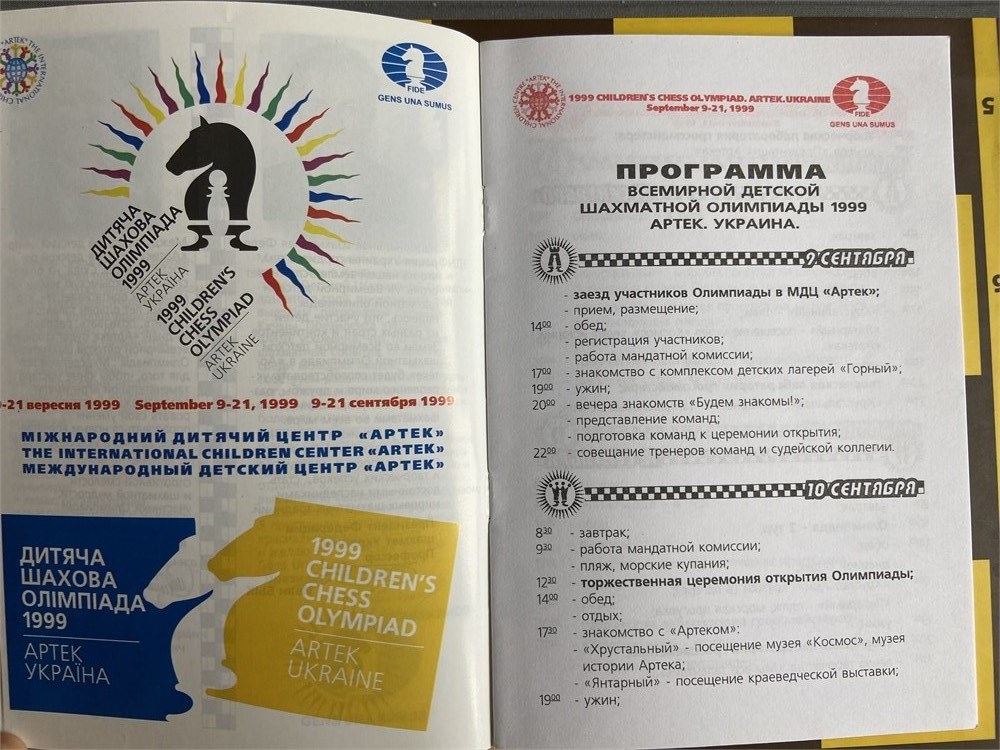 "ARTEK" THE INTERNATIONAL
FIDE
GENS UNA SUMUS
ДИТЯЧА
ШАХОВА
ОЛІМПІАДА
1999
АРТЕК
УКРАЇНА
1999
CHILDREN'S
CHESS
OLYMPIAD
ARTEK
UKRAINE
9-21 вересня 1999 September 9-21, 1999 9-21 сентября 1999
МІЖНАРОДНИЙ ДИТЯЧИЙ ЦЕНТР «АРТЕК»
THE INTERNATIONAL CHILDREN CENTER «ARTEK»
МЕЖДУНАРОДНЫЙ ДЕТСКИЙ ЦЕНТР «АРТЕК»
ДИТЯЧА
ШАХОВА
ОЛІМПІАДА
1999
АРТЕК
УКРАЇНА
1999
CHILDREN'S
CHESS
OLYMPIAD
ARTEK
UKRAINE
1999 CHILDREN'S CHESS OLYMPIAD. ARTEK.UKRAINE
September 9-21, 1999
FIDE
GENS UNA SUMUS
ПРОГРАММА
ВСЕМИРНОЙ ДЕТСКОЙ
ШАХМАТНОЙ ОЛИМПИАДЫ 1999
АРТЕК. УКРАИНА.
9 СЕНТЯБРЯ
- заезд участников Олимпиады в МДЦ «Артек»;
- прием, размещение;
14⁰⁰ - обед;
- регистрация участников;
- работа мандатной комиссии;
17⁰⁰ - знакомство с комплексом детских лагерей «Горный»;
19⁰⁰ - ужин;
20⁰⁰ - вечера знакомств «Будем знакомы!»;
- представление команд;
- подготовка команд к церемонии открытия;
22⁰⁰ - совещание тренеров команд и судейской коллегии.
10 СЕНТЯБРЯ
8³⁰ - завтрак;
9³⁰ - работа мандатной комиссии;
- пляж, морские купания;
12³⁰ - торжественная церемония открытия Олимпиады;
14⁰⁰ - обед;
- отдых;
17³⁰ - знакомство с «Артеком»:
- «Хрустальный» - посещение музея «Космос», музея
истории Артека;
- «Янтарный» - посещение краеведческой выставки;
19⁰⁰ - ужин;
5
6